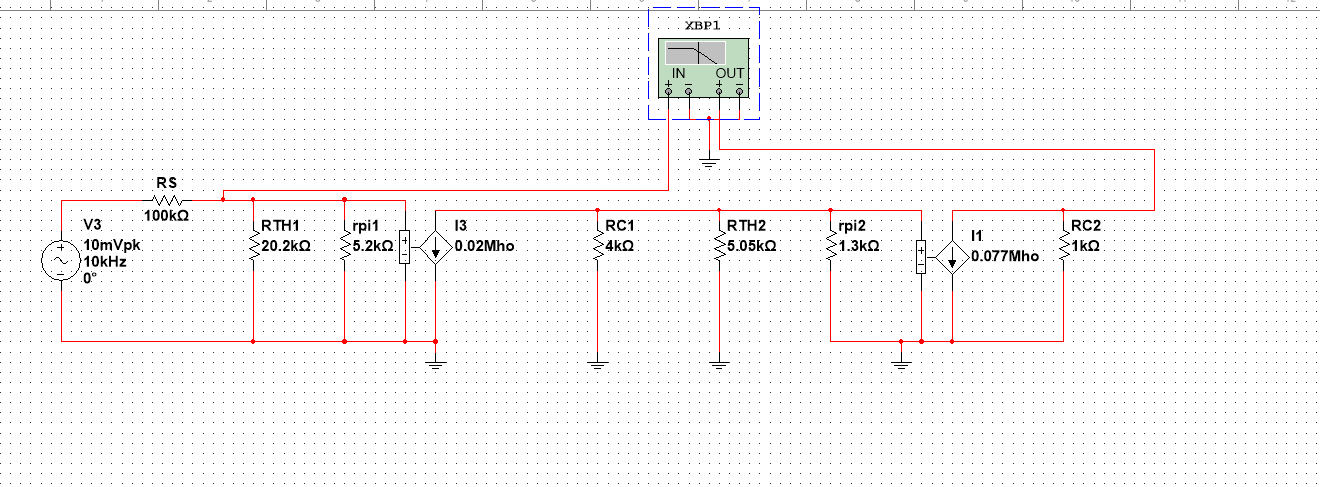 XBP1
IN OUT
+ − + −
RS
100kΩ
V3
10mVpk
10kHz
0°
RTH1
20.2kΩ
rpi1
5.2kΩ
I3
0.02Mho
RC1
4kΩ
RTH2
5.05kΩ
rpi2
1.3kΩ
I1
0.077Mho
RC2
1kΩ